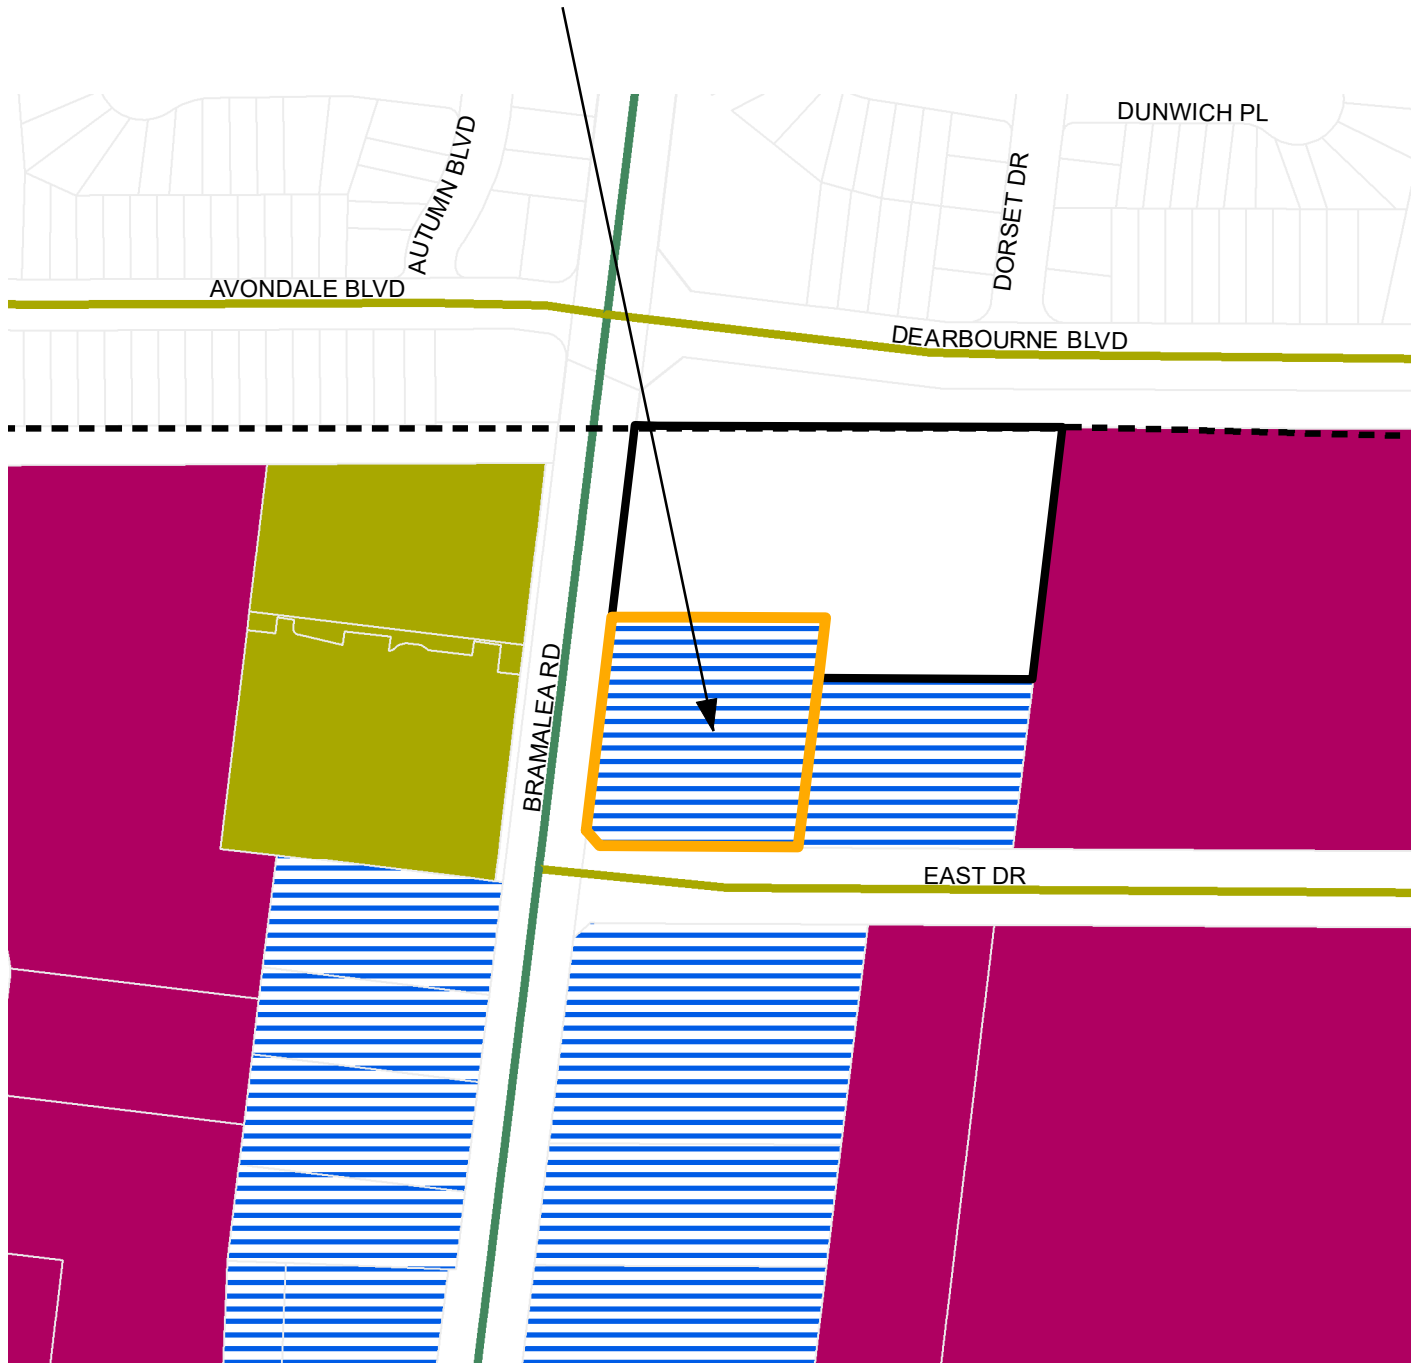 DUNWICH PL
AUTUMN BLVD
DORSET DR
AVONDALE BLVD
DEARBOURNE BLVD
BRAMALEA RD
EAST DR